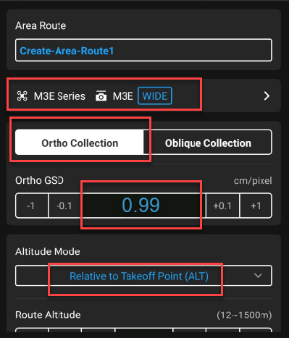 Area Route
Create-Area-Route1
M3E Series M3E WIDE
Ortho Collection Oblique Collection
Ortho GSD cm/pixel
-1 -0.1 0.99 +0.1 +1
Altitude Mode
Relative to Takeoff Point (ALT)
Route Altitude (12~1500m)